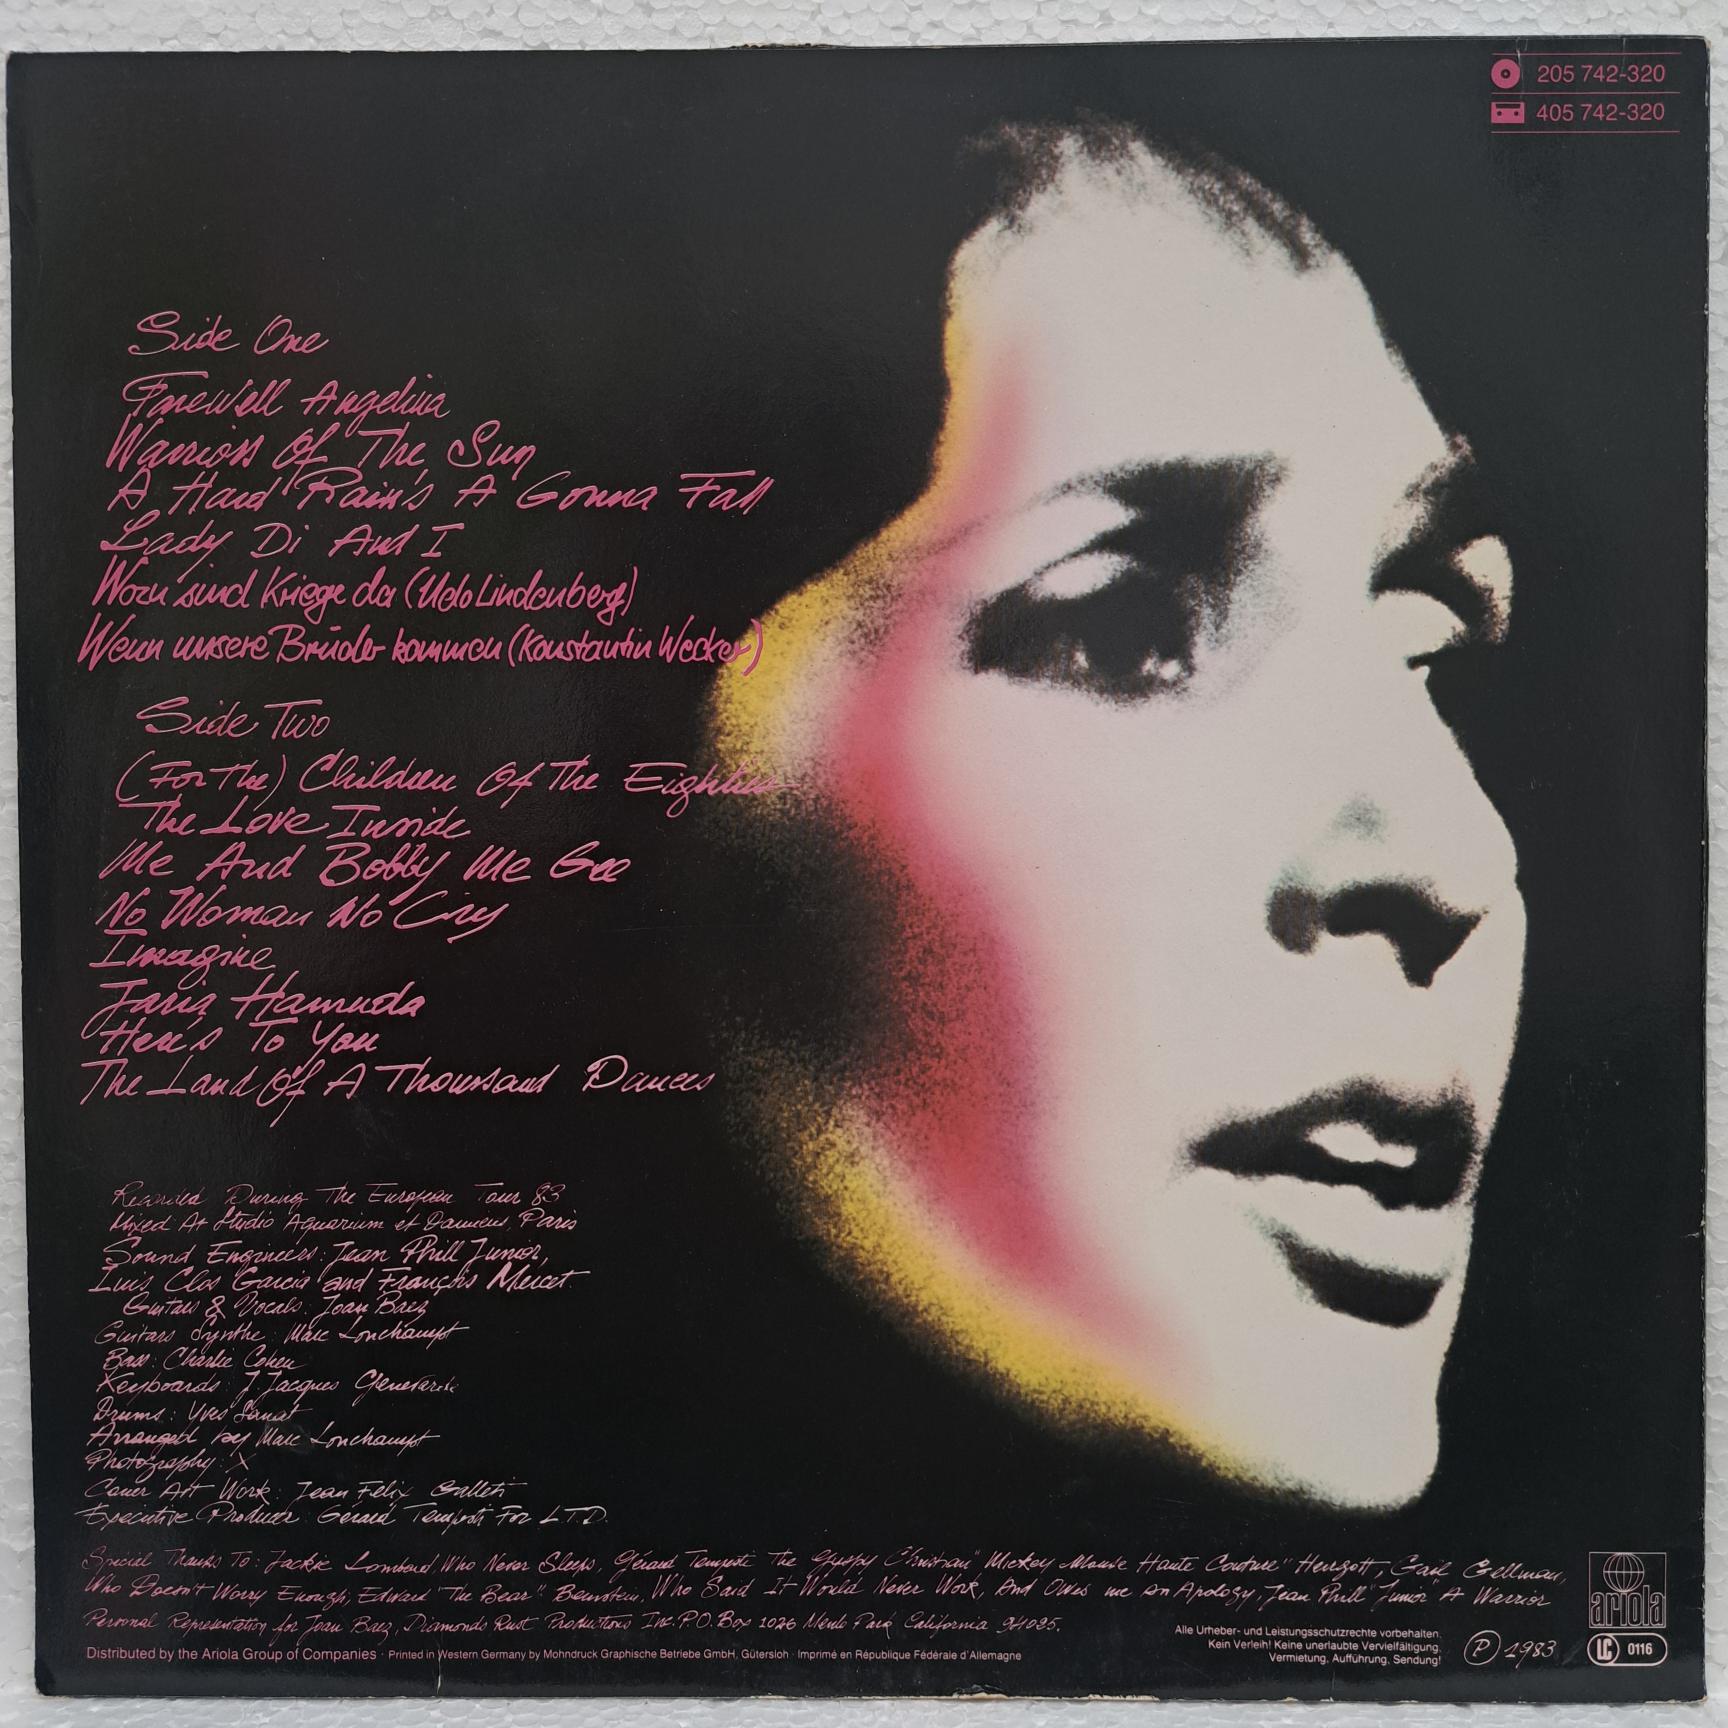 205 742-320
405 742-320
Side One
Farewell Angelina
Warriors Of The Sun
A Hard Rain's A Gonna Fall
Lady Di And I
Wozu sind Kriege da (Udo Lindenberg)
Wenn unsere Brüder kommen (Konstantin Wecker)
Side Two
(For The) Children Of The Eighties
The Love Inside
Me And Bobby Mc Gee
No Woman No Cry
Imagine
Jaria Hamuda
Here's To You
The Land Of A Thousand Dances
Recorded During The European Tour 83
Mixed At Studio Aquarium et Damiens, Paris
Sound Engineers: Jean Phill Junior,
Luis Clos Garcia and François Meicet
Guitars & Vocals: Joan Baez
Guitars Synthe: Marc Lonchampt
Bass: Charlie Cohen
Keyboards: J. Jacques
Drums: Yves Sanat
Arranged by Marc Lonchampt
Photography: X
Cover Art Work: Jean Felix Galleti
Executive Producer: Gérard Tempesti For L.T.D.
Special Thanks To: Jackie Lombard, Who Never Sleeps, Gérard Tempesti The Gyspy Christian "Mickey Mouse Haute Couture" Hergott, Gail Gellman,
Who Doesn't Worry Enough, Edward "The Bear" Bernstein, Who Said It Would Never Work, And Owes me An Apology, Jean Phill "Junior" A Warrior
Personal Representation for Joan Baez, Diamonds Rust Productions Inc. P.O. Box 1026 Menlo Park California 94025.
Distributed by the Ariola Group of Companies · Printed in Western Germany by Mohndruck Graphische Betriebe GmbH, Gütersloh · Imprimé en République Fédérale d'Allemagne
Alle Urheber- und Leistungsschutzrechte vorbehalten.
Kein Verleih! Keine unerlaubte Vervielfältigung,
Vermietung, Aufführung, Sendung!
Ⓟ 1983
ariola
LC 0116